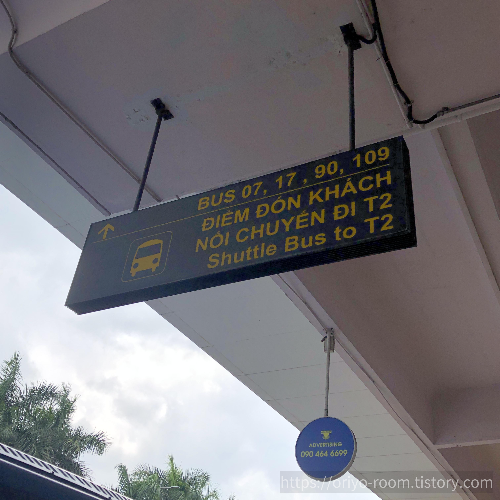 BUS 07, 17, 90, 109
ĐIỂM ĐÓN KHÁCH
NỐI CHUYẾN ĐI T2
Shuttle Bus to T2
ADVERTISING
090 464 6699
https://oriyo-room.tistory.com